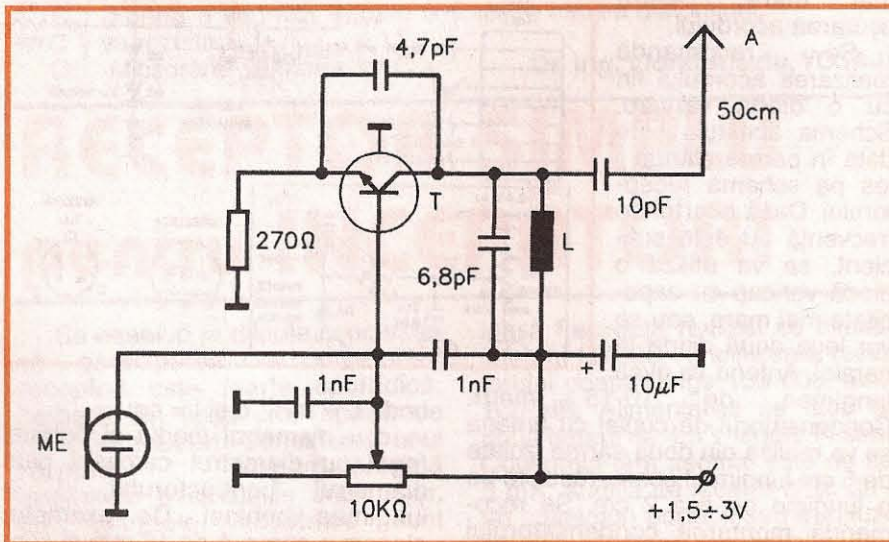 4,7pF
A
50cm
T
10pF
270Ω
6,8pF
L
1nF
1nF
+
10µF
ME
10KΩ
+1,5÷3V